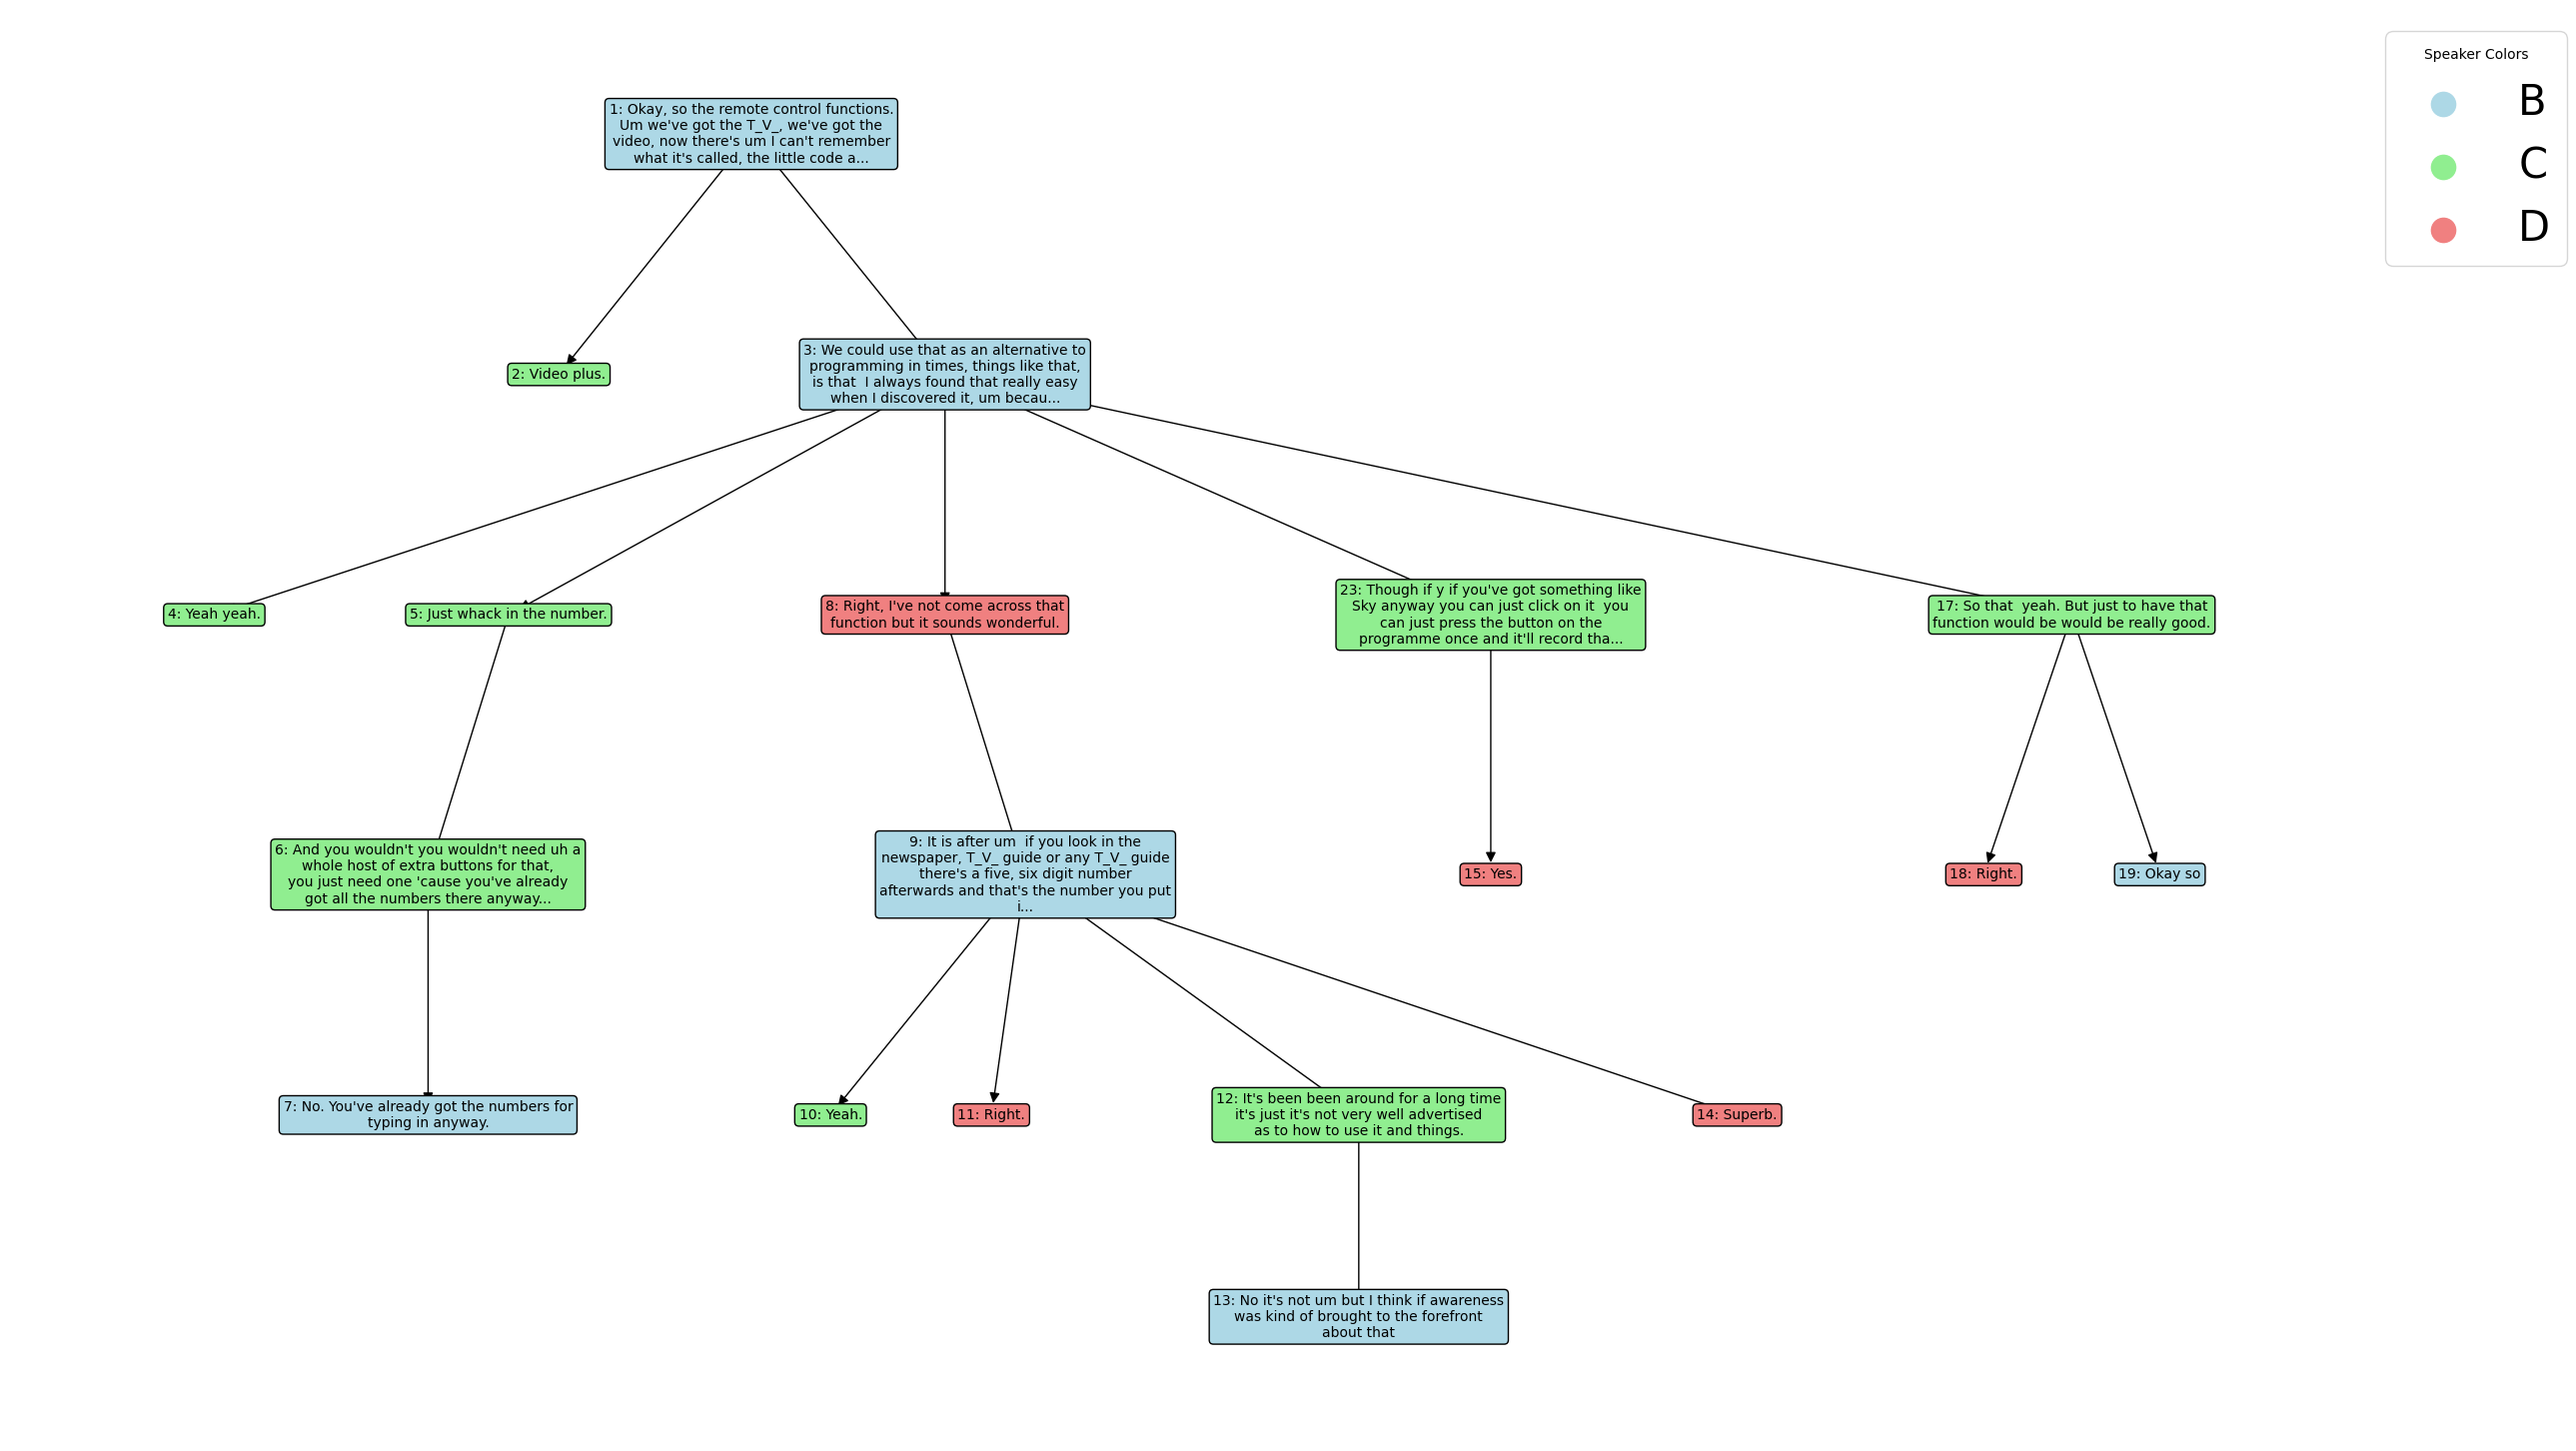 Speaker Colors
B
C
D
1: Okay, so the remote control functions.
Um we've got the T_V_, we've got the
video, now there's um I can't remember
what it's called, the little code a...
2: Video plus.
3: We could use that as an alternative to
programming in times, things like that,
is that  I always found that really easy
when I discovered it, um becau...
4: Yeah yeah.
5: Just whack in the number.
8: Right, I've not come across that
function but it sounds wonderful.
23: Though if y if you've got something like
Sky anyway you can just click on it  you
can just press the button on the
programme once and it'll record tha...
17: So that  yeah. But just to have that
function would be would be really good.
6: And you wouldn't you wouldn't need uh a
whole host of extra buttons for that,
you just need one 'cause you've already
got all the numbers there anyway...
9: It is after um  if you look in the
newspaper, T_V_ guide or any T_V_ guide
there's a five, six digit number
afterwards and that's the number you put
i...
15: Yes.
18: Right.
19: Okay so
7: No. You've already got the numbers for
typing in anyway.
10: Yeah.
11: Right.
12: It's been been around for a long time
it's just it's not very well advertised
as to how to use it and things.
14: Superb.
13: No it's not um but I think if awareness
was kind of brought to the forefront
about that